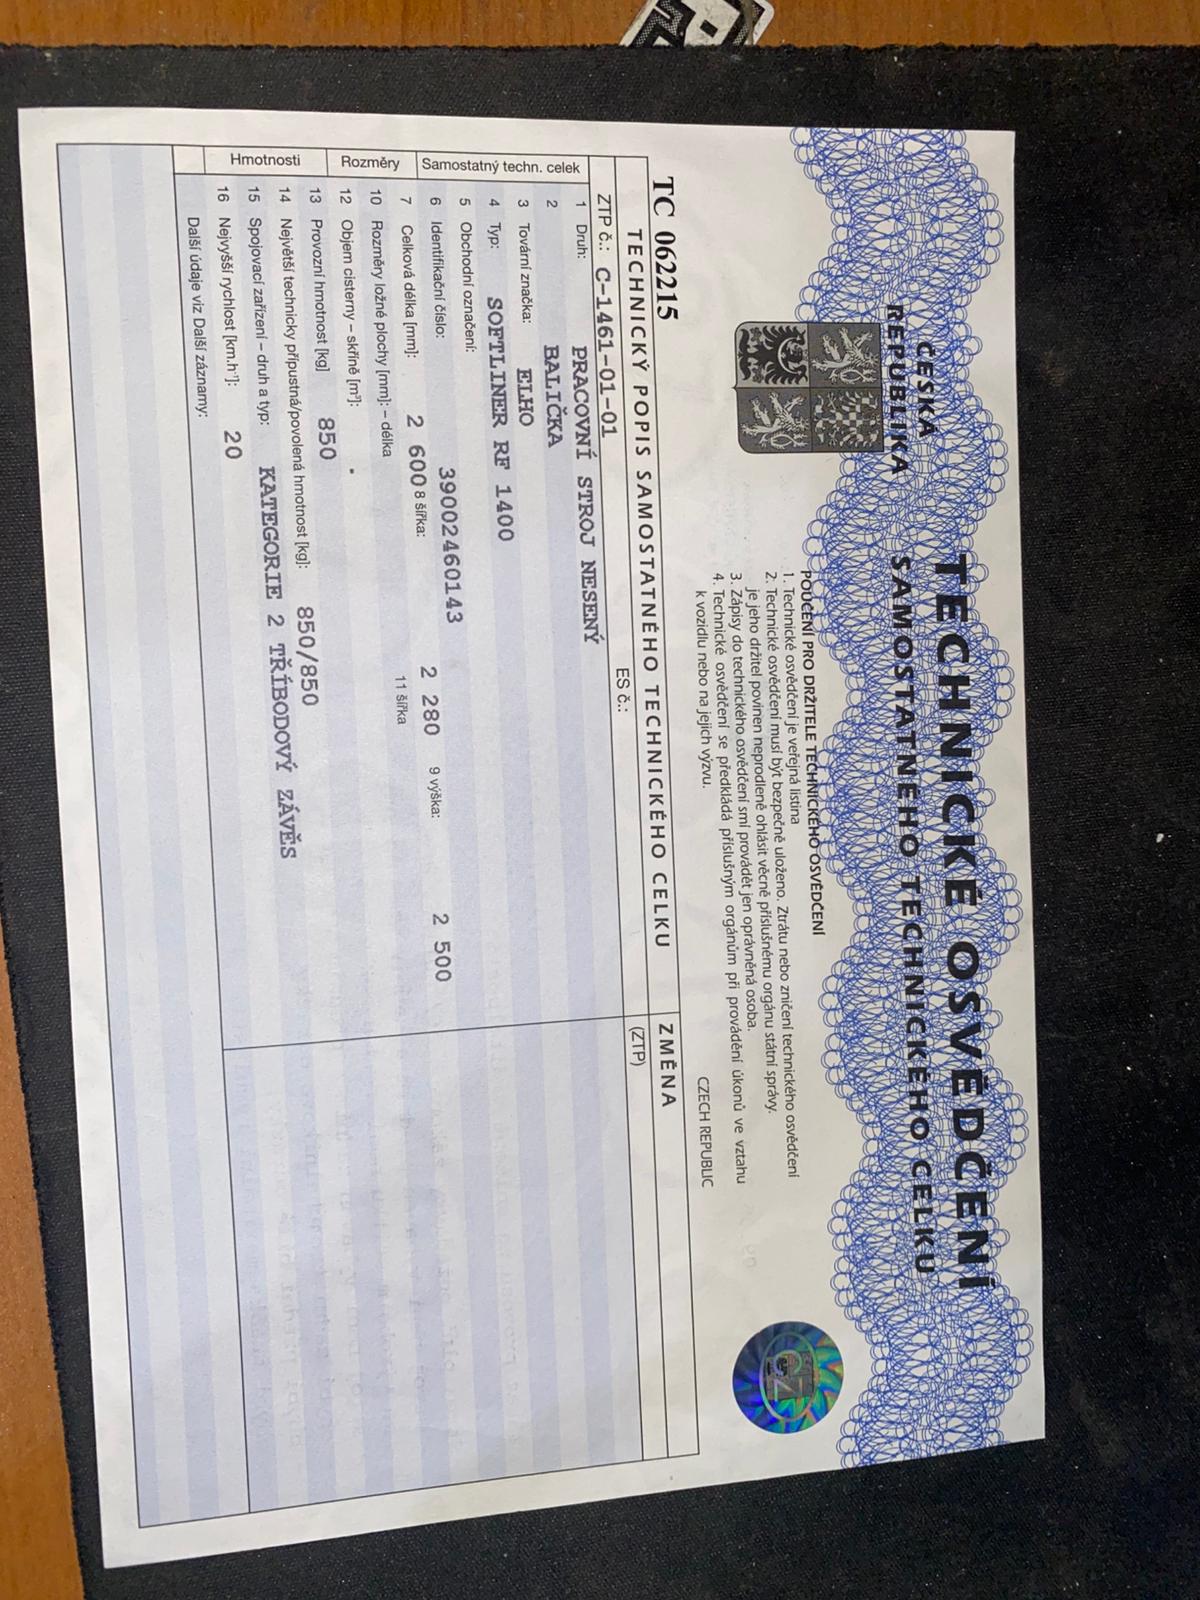 TECHNICKÉ OSVĚDČENÍ
ČESKÁ
REPUBLIKA
SAMOSTATNÉHO TECHNICKÉHO CELKU
POUČENÍ PRO DRŽITELE TECHNICKÉHO OSVĚDČENÍ
1. Technické osvědčení je veřejná listina
2. Technické osvědčení musí být bezpečně uloženo. Ztrátu nebo zničení technického osvědčení
je jeho držitel povinen neprodleně ohlásit věcně příslušnému orgánu státní správy.
3. Zápisy do technického osvědčení smí provádět jen oprávněná osoba.
4. Technické osvědčení se předkládá příslušným orgánům při provádění úkonů ve vztahu
k vozidlu nebo na jejich výzvu.
CZ
CZECH REPUBLIC
TC 062215
TECHNICKÝ POPIS SAMOSTATNÉHO TECHNICKÉHO CELKU
ZMĚNA
ZTP č.: C-1461-01-01
ES č.:
(ZTP)
Samostatný techn. celek
1 Druh: PRACOVNÍ STROJ NESENÝ
2 BALIČKA
3 Tovární značka: ELHO
4 Typ: SOFTLINER RF 1400
5 Obchodní označení:
6 Identifikační číslo: 39002460143
Rozměry
7 Celková délka [mm]: 2 600 8 šířka: 2 280 9 výška: 2 500
10 Rozměry ložné plochy [mm]: – délka 11 šířka
12 Objem cisterny – skříně [m³]: .
Hmotnosti
13 Provozní hmotnost [kg] 850
14 Největší technicky přípustná/povolená hmotnost [kg]: 850/850
15 Spojovací zařízení – druh a typ: KATEGORIE 2 TŘÍBODOVÝ ZÁVĚS
16 Nejvyšší rychlost [km.h⁻¹]: 20
Další údaje viz Další záznamy: